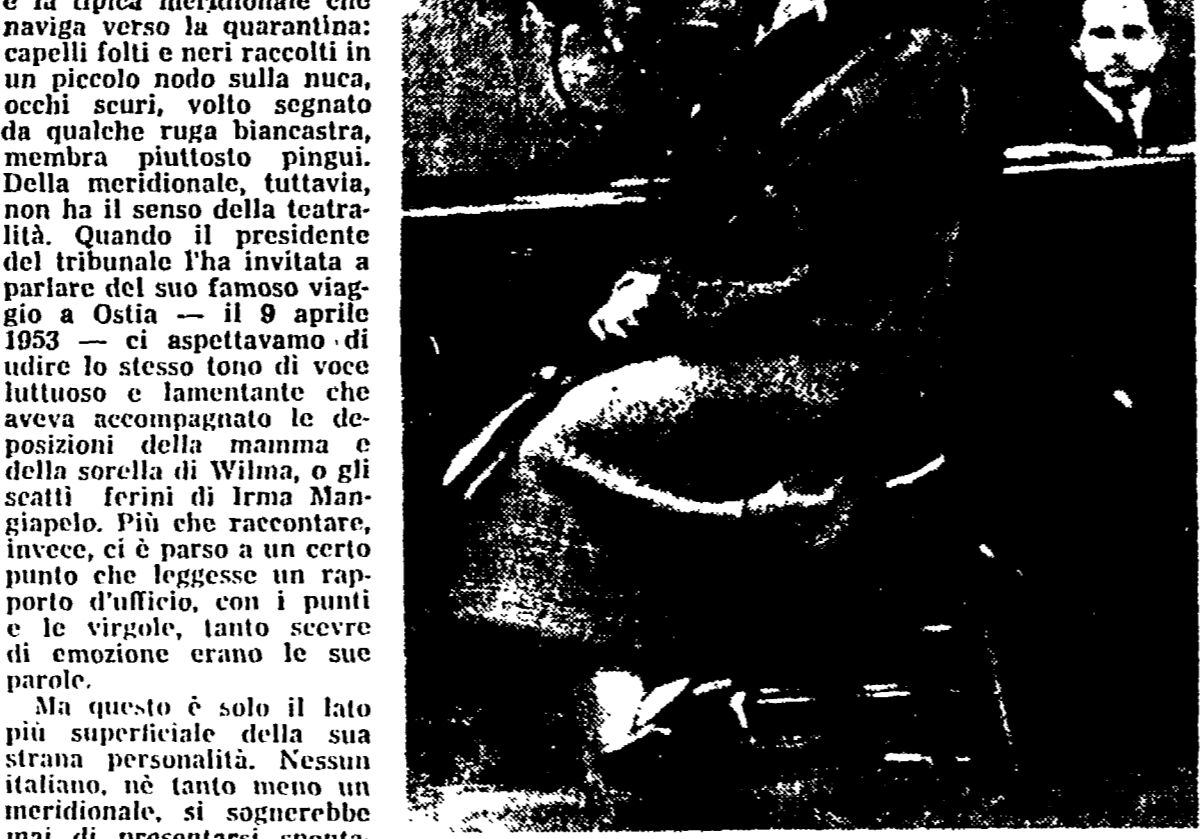 è la tipica meridionale che
naviga verso la quarantina:
capelli folti e neri raccolti in
un piccolo nodo sulla nuca,
occhi scuri, volto segnato
da qualche ruga biancastra,
membra piuttosto pingui.
Della meridionale, tuttavia,
non ha il senso della teatra-
lità. Quando il presidente
del tribunale l'ha invitata a
parlare del suo famoso viag-
gio a Ostia — il 9 aprile
1953 — ci aspettavamo di
udire lo stesso tono di voce
luttuoso e lamentante che
aveva accompagnato le de-
posizioni della mamma e
della sorella di Wilma, o gli
scatti ferini di Irma Man-
giapelo. Più che raccontare,
invece, ci è parso a un certo
punto che leggesse un rap-
porto d'ufficio, con i punti
e le virgole, tanto scevre
di emozione erano le sue
parole.
Ma questo è solo il lato
più superficiale della sua
strana personalità. Nessun
italiano, nè tanto meno un
meridionale, si sognerebbe
mai di presentarsi sponta-